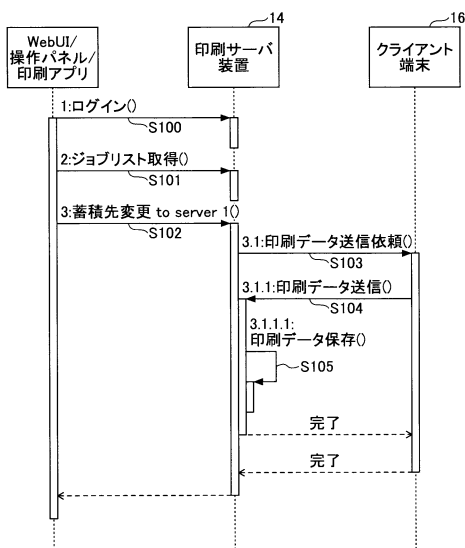 WebUI/
操作パネル/
印刷アプリ
14
印刷サーバ
装置
16
クライアント
端末
1:ログイン()
S100
2:ジョブリスト取得()
S101
3:蓄積先変更 to server 1()
S102
3.1:印刷データ送信依頼()
S103
3.1.1:印刷データ送信()
S104
3.1.1.1:
印刷データ保存()
S105
完了
完了